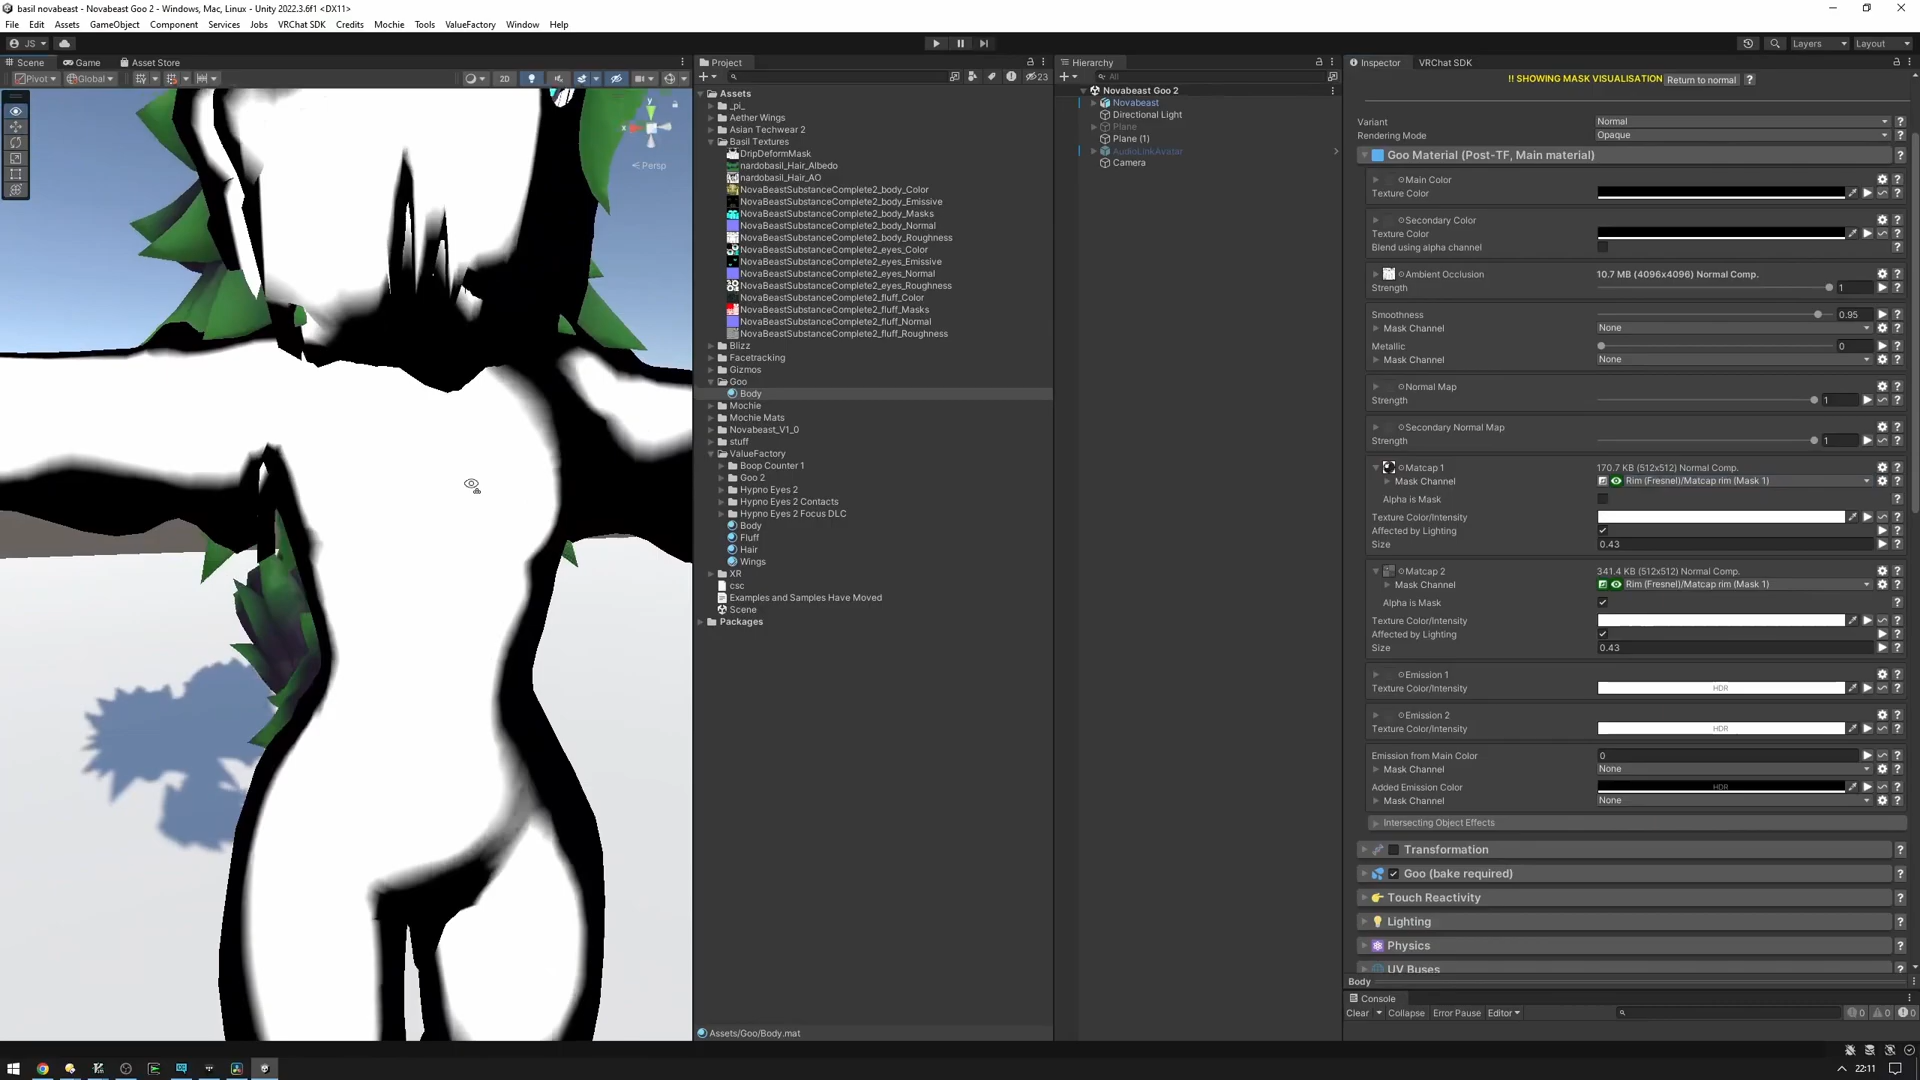 basil novabeast - Novabeast Goo 2 - Windows, Mac, Linux - Unity 2022.3.6f1 <DX11>
File Edit Assets GameObject Component Services Jobs VRChat SDK Credits Mochie Tools ValueFactory Window Help
JS
Layers Layout
Scene Game Asset Store
Pivot Global 2D
y
x
Persp
Project
23
Assets
_pi_
Aether Wings
Asian Techwear 2
Basil Textures
DripDeformMask
nardobasil_Hair_Albedo
nardobasil_Hair_AO
NovaBeastSubstanceComplete2_body_Color
NovaBeastSubstanceComplete2_body_Emissive
NovaBeastSubstanceComplete2_body_Masks
NovaBeastSubstanceComplete2_body_Normal
NovaBeastSubstanceComplete2_body_Roughness
NovaBeastSubstanceComplete2_eyes_Color
NovaBeastSubstanceComplete2_eyes_Emissive
NovaBeastSubstanceComplete2_eyes_Normal
NovaBeastSubstanceComplete2_eyes_Roughness
NovaBeastSubstanceComplete2_fluff_Color
NovaBeastSubstanceComplete2_fluff_Masks
NovaBeastSubstanceComplete2_fluff_Normal
NovaBeastSubstanceComplete2_fluff_Roughness
Blizz
Facetracking
Gizmos
Goo
Body
Mochie
Mochie Mats
Novabeast_V1_0
stuff
ValueFactory
Boop Counter 1
Goo 2
Hypno Eyes 2
Hypno Eyes 2 Contacts
Hypno Eyes 2 Focus DLC
Body
Fluff
Hair
Wings
XR
csc
Examples and Samples Have Moved
Scene
Packages
Assets/Goo/Body.mat
Hierarchy
All
Novabeast Goo 2
Novabeast
Directional Light
Plane
Plane (1)
AudioLinkAvatar
Camera
Inspector VRChat SDK
!! SHOWING MASK VISUALISATION Return to normal ?
Variant Normal ?
Rendering Mode Opaque ?
Goo Material (Post-TF, Main material) ?
Main Color ?
Texture Color ?
Secondary Color ?
Texture Color ?
Blend using alpha channel ?
Ambient Occlusion 10.7 MB (4096x4096) Normal Comp. ?
Strength 1 ?
Smoothness 0.95 ?
Mask Channel None ?
Metallic 0 ?
Mask Channel None ?
Normal Map ?
Strength 1 ?
Secondary Normal Map ?
Strength 1 ?
Matcap 1 170.7 KB (512x512) Normal Comp. ?
Mask Channel Rim (Fresnel)/Matcap rim (Mask 1) ?
Alpha is Mask ?
Texture Color/Intensity ?
Affected by Lighting ?
Size 0.43 ?
Matcap 2 341.4 KB (512x512) Normal Comp. ?
Mask Channel Rim (Fresnel)/Matcap rim (Mask 1) ?
Alpha is Mask ?
Texture Color/Intensity ?
Affected by Lighting ?
Size 0.43 ?
Emission 1 ?
Texture Color/Intensity HDR ?
Emission 2 ?
Texture Color/Intensity HDR ?
Emission from Main Color 0 ?
Mask Channel None ?
Added Emission Color HDR ?
Mask Channel None ?
Intersecting Object Effects
Transformation ?
Goo (bake required) ?
Touch Reactivity ?
Lighting ?
Physics ?
UV Buses ?
Body
Console
Clear Collapse Error Pause Editor 0 0 0
22:11